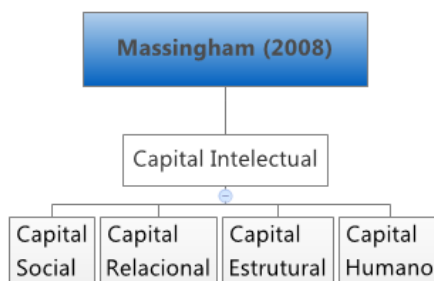 Massingham (2008)
Capital Intelectual
Capital
Social
Capital
Relacional
Capital
Estrutural
Capital
Humano